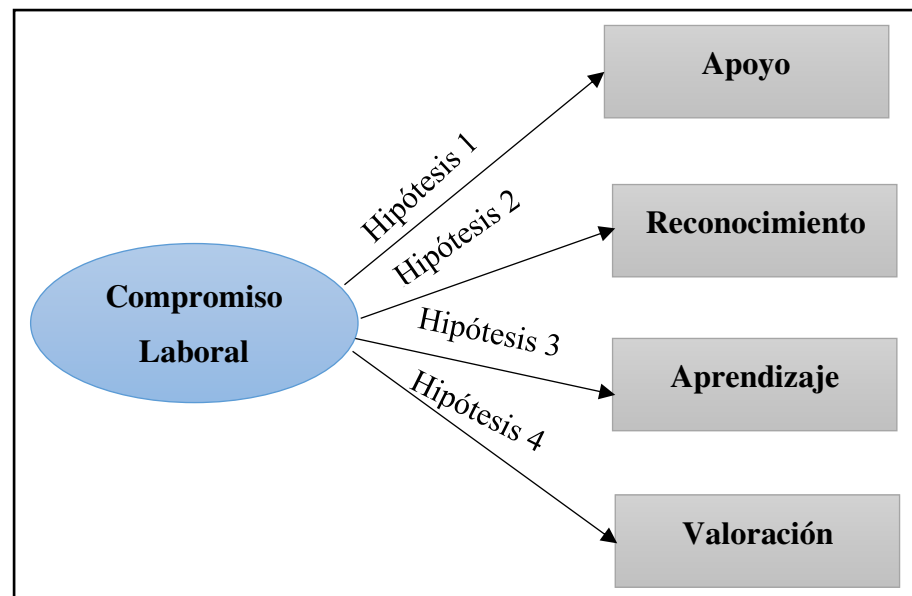 Apoyo
Hipótesis 1
Hipótesis 2
Reconocimiento
Compromiso
Laboral
Hipótesis 3
Aprendizaje
Hipótesis 4
Valoración